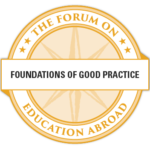 THE FORUM ON
FOUNDATIONS OF GOOD PRACTICE
EDUCATION ABROAD